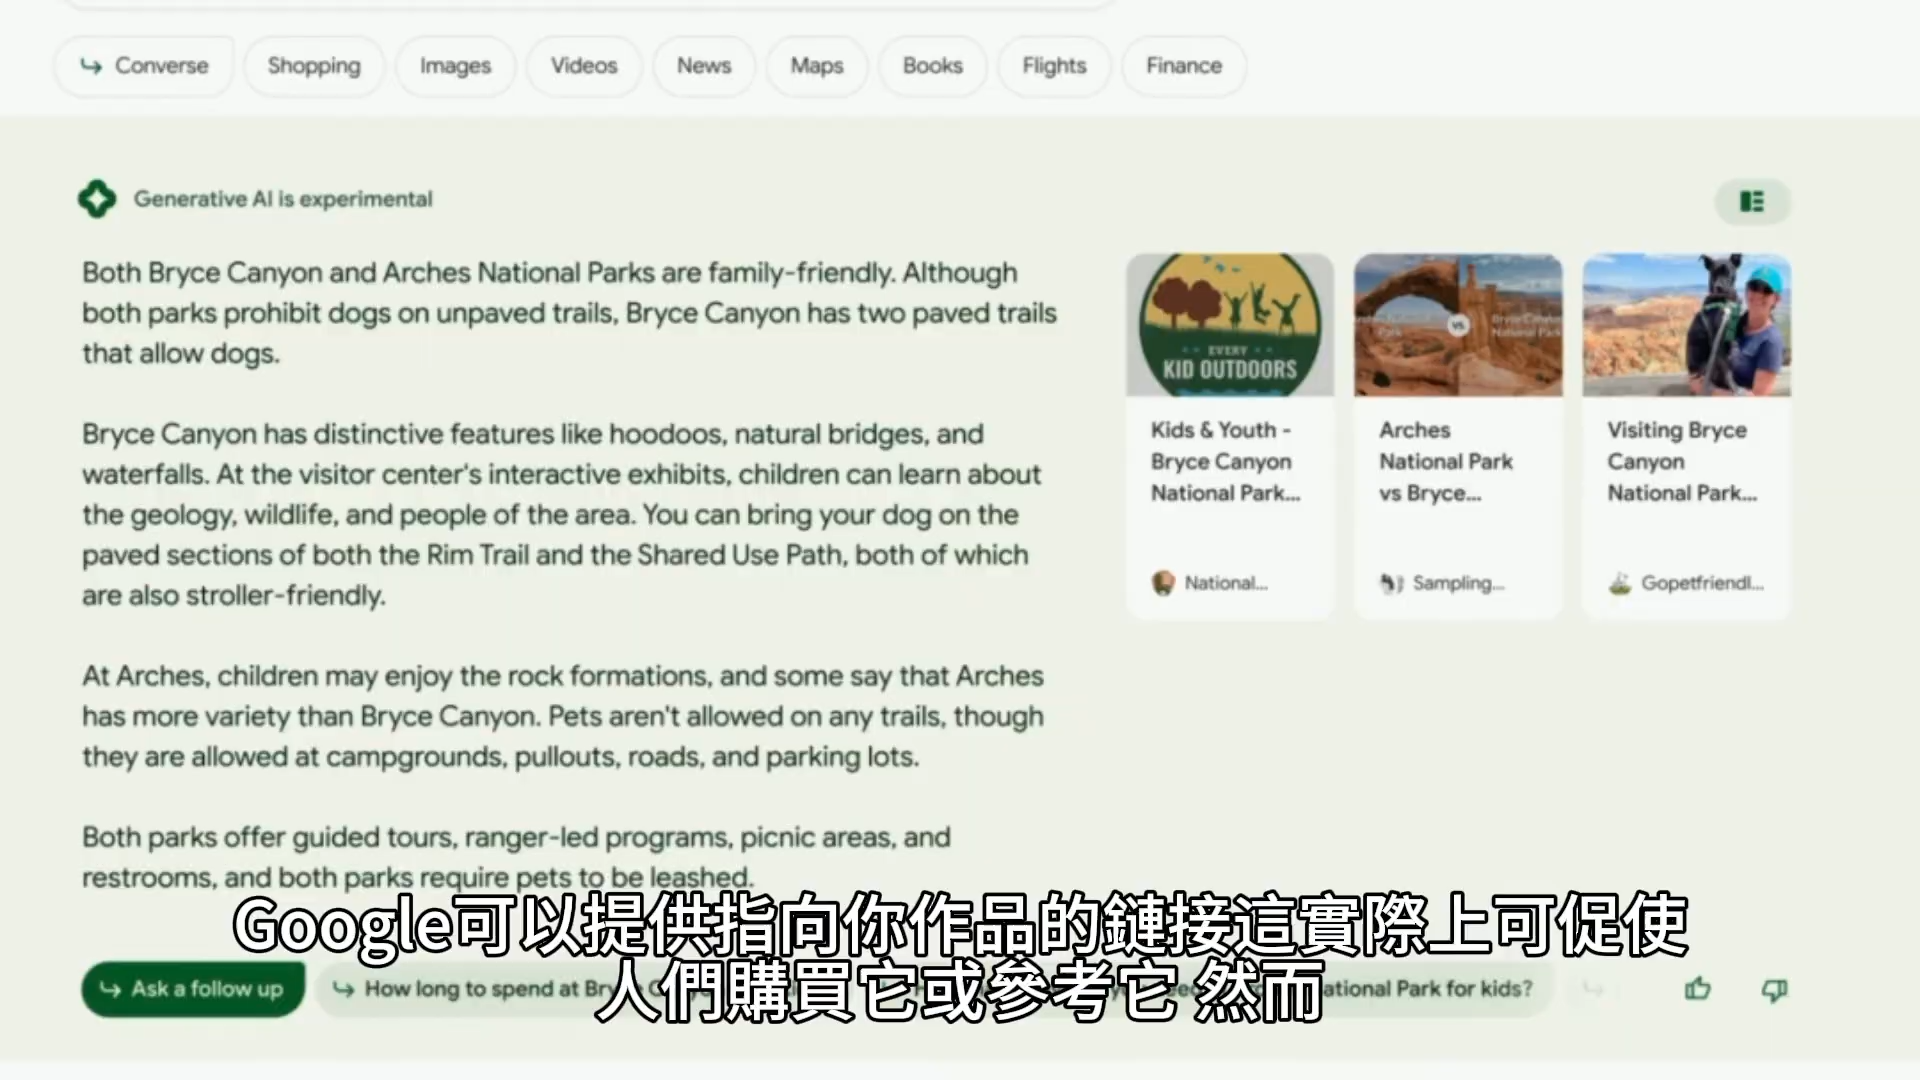 Converse
Shopping
Images
Videos
News
Maps
Books
Flights
Finance
Generative AI is experimental
Both Bryce Canyon and Arches National Parks are family-friendly. Although
both parks prohibit dogs on unpaved trails, Bryce Canyon has two paved trails
that allow dogs.
Bryce Canyon has distinctive features like hoodoos, natural bridges, and
waterfalls. At the visitor center's interactive exhibits, children can learn about
the geology, wildlife, and people of the area. You can bring your dog on the
paved sections of both the Rim Trail and the Shared Use Path, both of which
are also stroller-friendly.
At Arches, children may enjoy the rock formations, and some say that Arches
has more variety than Bryce Canyon. Pets aren't allowed on any trails, though
they are allowed at campgrounds, pullouts, roads, and parking lots.
Both parks offer guided tours, ranger-led programs, picnic areas, and
restrooms, and both parks require pets to be leashed.
EVERY
KID OUTDOORS
Kids & Youth -
Bryce Canyon
National Park...
National...
vs
Arches
National Park
vs Bryce...
Sampling...
Visiting Bryce
Canyon
National Park...
Gopetfriendl...
Google可以提供指向你作品的鏈接這實際上可促使
人們購買它或參考它 然而
Ask a follow up
How long to spend at
National Park for kids?